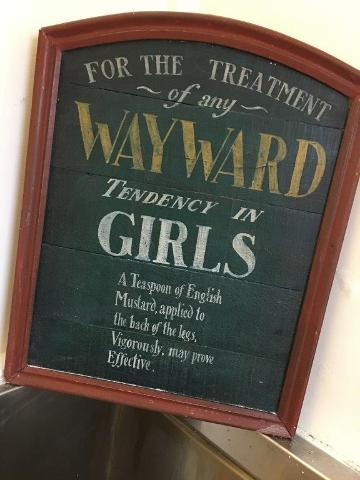 FOR THE TREATMENT
~ of any ~
WAYWARD
TENDENCY IN
GIRLS
A Teaspoon of English
Mustard, applied to
the back of the legs,
Vigorously, may prove
Effective.